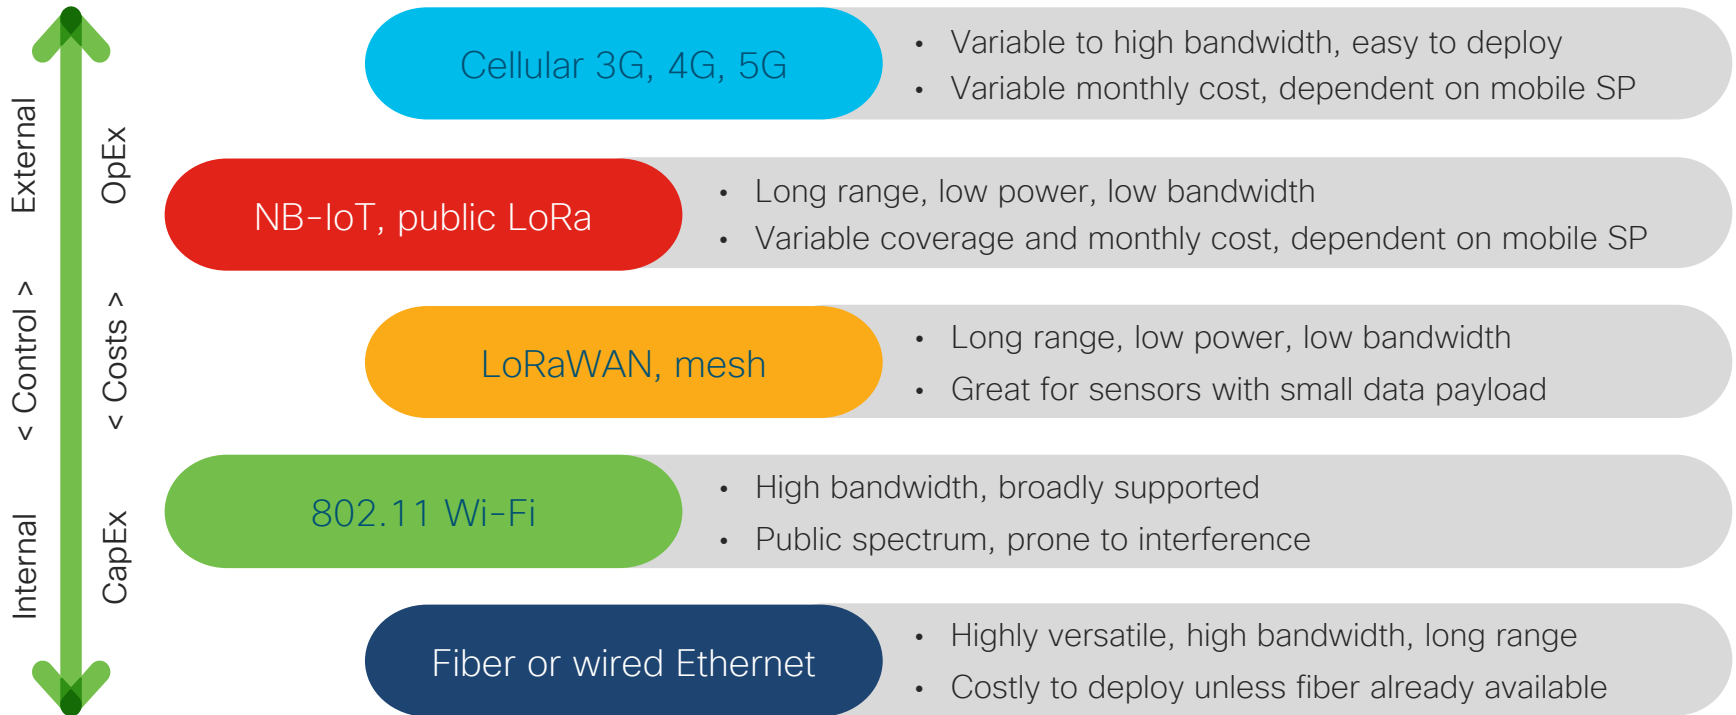 External
< Control >
Internal
OpEx
< Costs >
CapEx
Cellular 3G, 4G, 5G
• Variable to high bandwidth, easy to deploy
• Variable monthly cost, dependent on mobile SP
NB-IoT, public LoRa
• Long range, low power, low bandwidth
• Variable coverage and monthly cost, dependent on mobile SP
LoRaWAN, mesh
• Long range, low power, low bandwidth
• Great for sensors with small data payload
802.11 Wi-Fi
• High bandwidth, broadly supported
• Public spectrum, prone to interference
Fiber or wired Ethernet
• Highly versatile, high bandwidth, long range
• Costly to deploy unless fiber already available